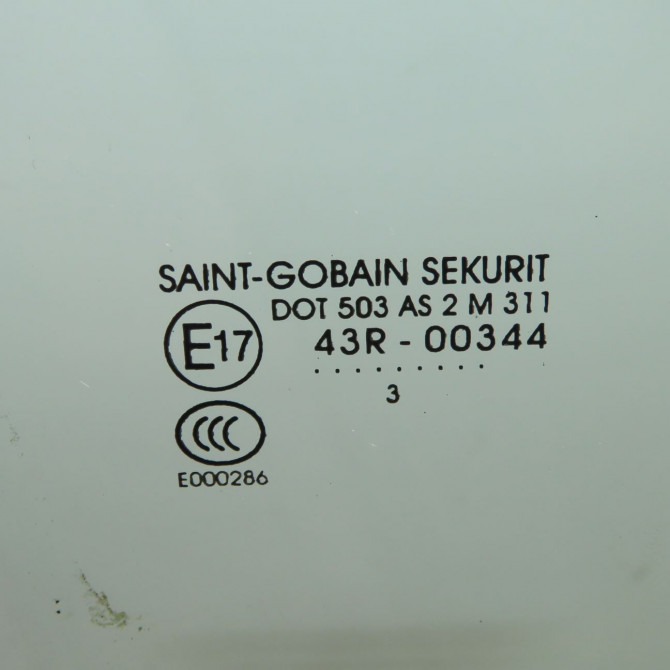 SAINT-GOBAIN SEKURIT
DOT 503 AS 2 M 311
E17 43R - 00344
. . . . . . . . .
3
CCC
E000286